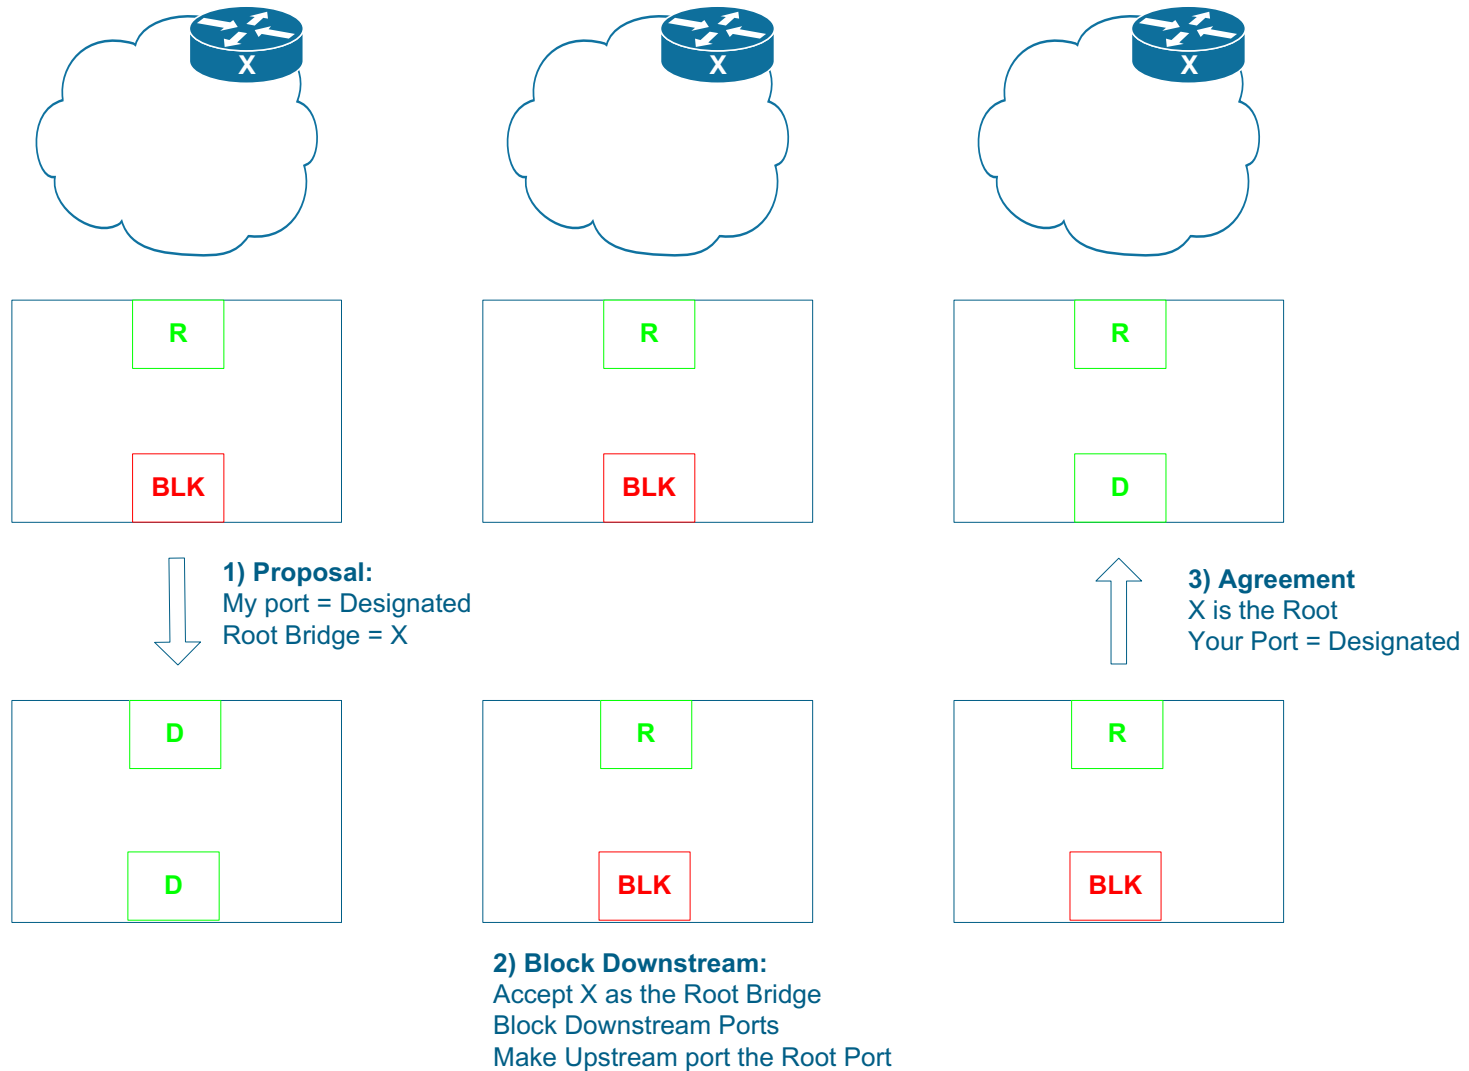 X
X
X
R
R
R
BLK
BLK
D
1) Proposal:
My port = Designated
Root Bridge = X
3) Agreement
X is the Root
Your Port = Designated
D
R
R
D
BLK
BLK
2) Block Downstream:
Accept X as the Root Bridge
Block Downstream Ports
Make Upstream port the Root Port